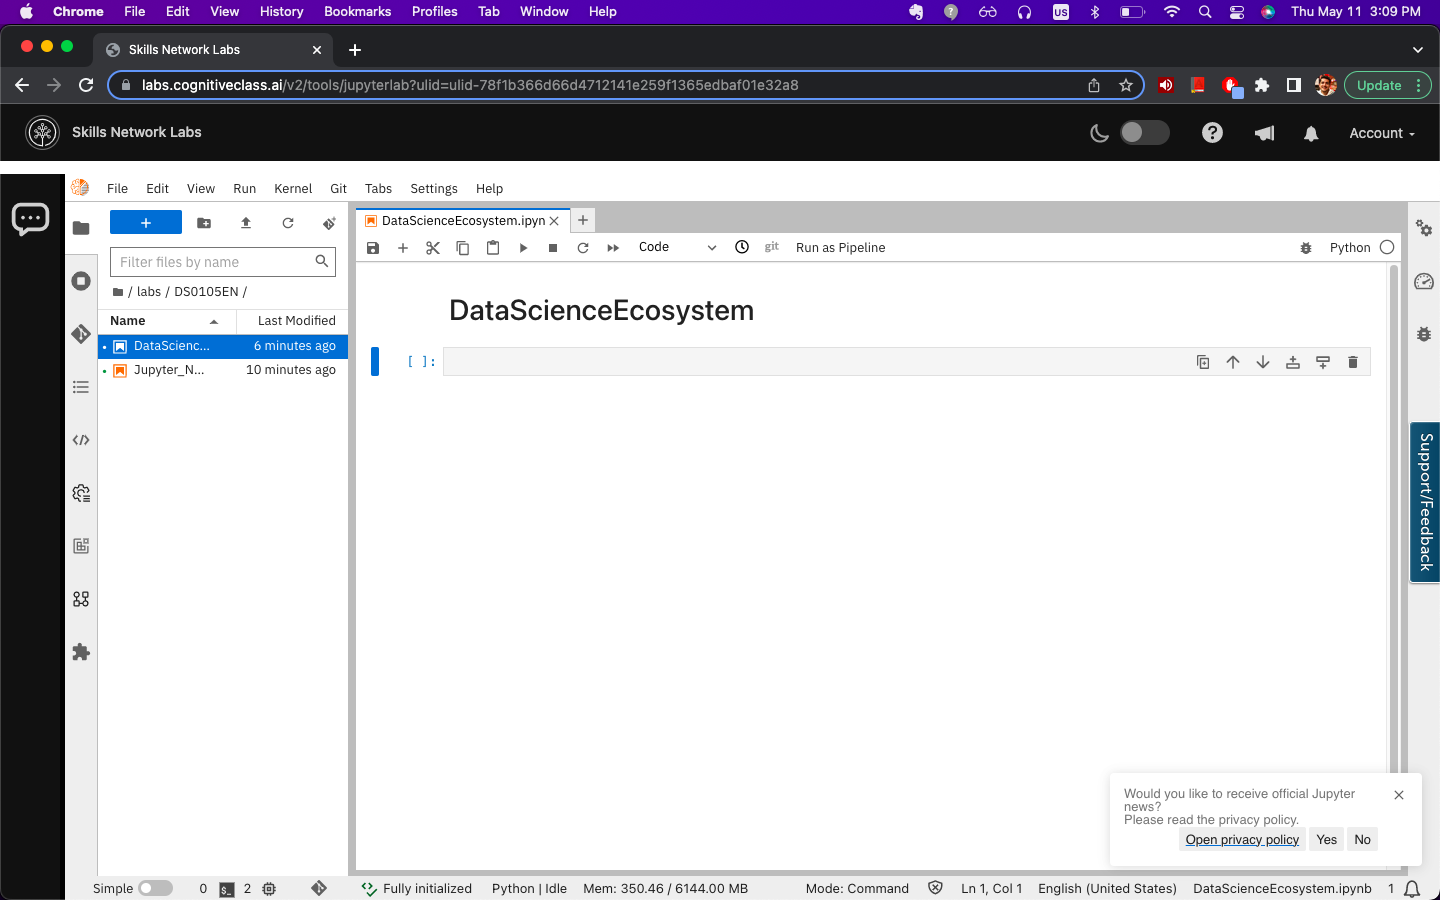 Chrome File Edit View History Bookmarks Profiles Tab Window Help US Thu May 11 3:09 PM
Skills Network Labs
labs.cognitiveclass.ai/v2/tools/jupyterlab?ulid=ulid-78f1b366d66d4712141e259f1365edbaf01e32a8 Update
Skills Network Labs Account
File Edit View Run Kernel Git Tabs Settings Help
DataScienceEcosystem.ipyn
Code git Run as Pipeline Python
Filter files by name
/ labs / DS0105EN /
Name Last Modified
DataScienc... 6 minutes ago
Jupyter_N... 10 minutes ago
DataScienceEcosystem
[ ]:
Support/Feedback
Would you like to receive official Jupyter
news?
Please read the privacy policy.
Open privacy policy Yes No
Simple 0 $_ 2 Fully initialized Python | Idle Mem: 350.46 / 6144.00 MB Mode: Command Ln 1, Col 1 English (United States) DataScienceEcosystem.ipynb 1